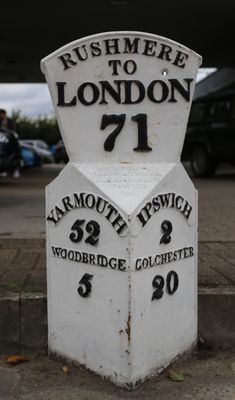 RUSHMERE
TO
LONDON
71
YARMOUTH
52
WOODBRIDGE
5
IPSWICH
2
COLCHESTER
20